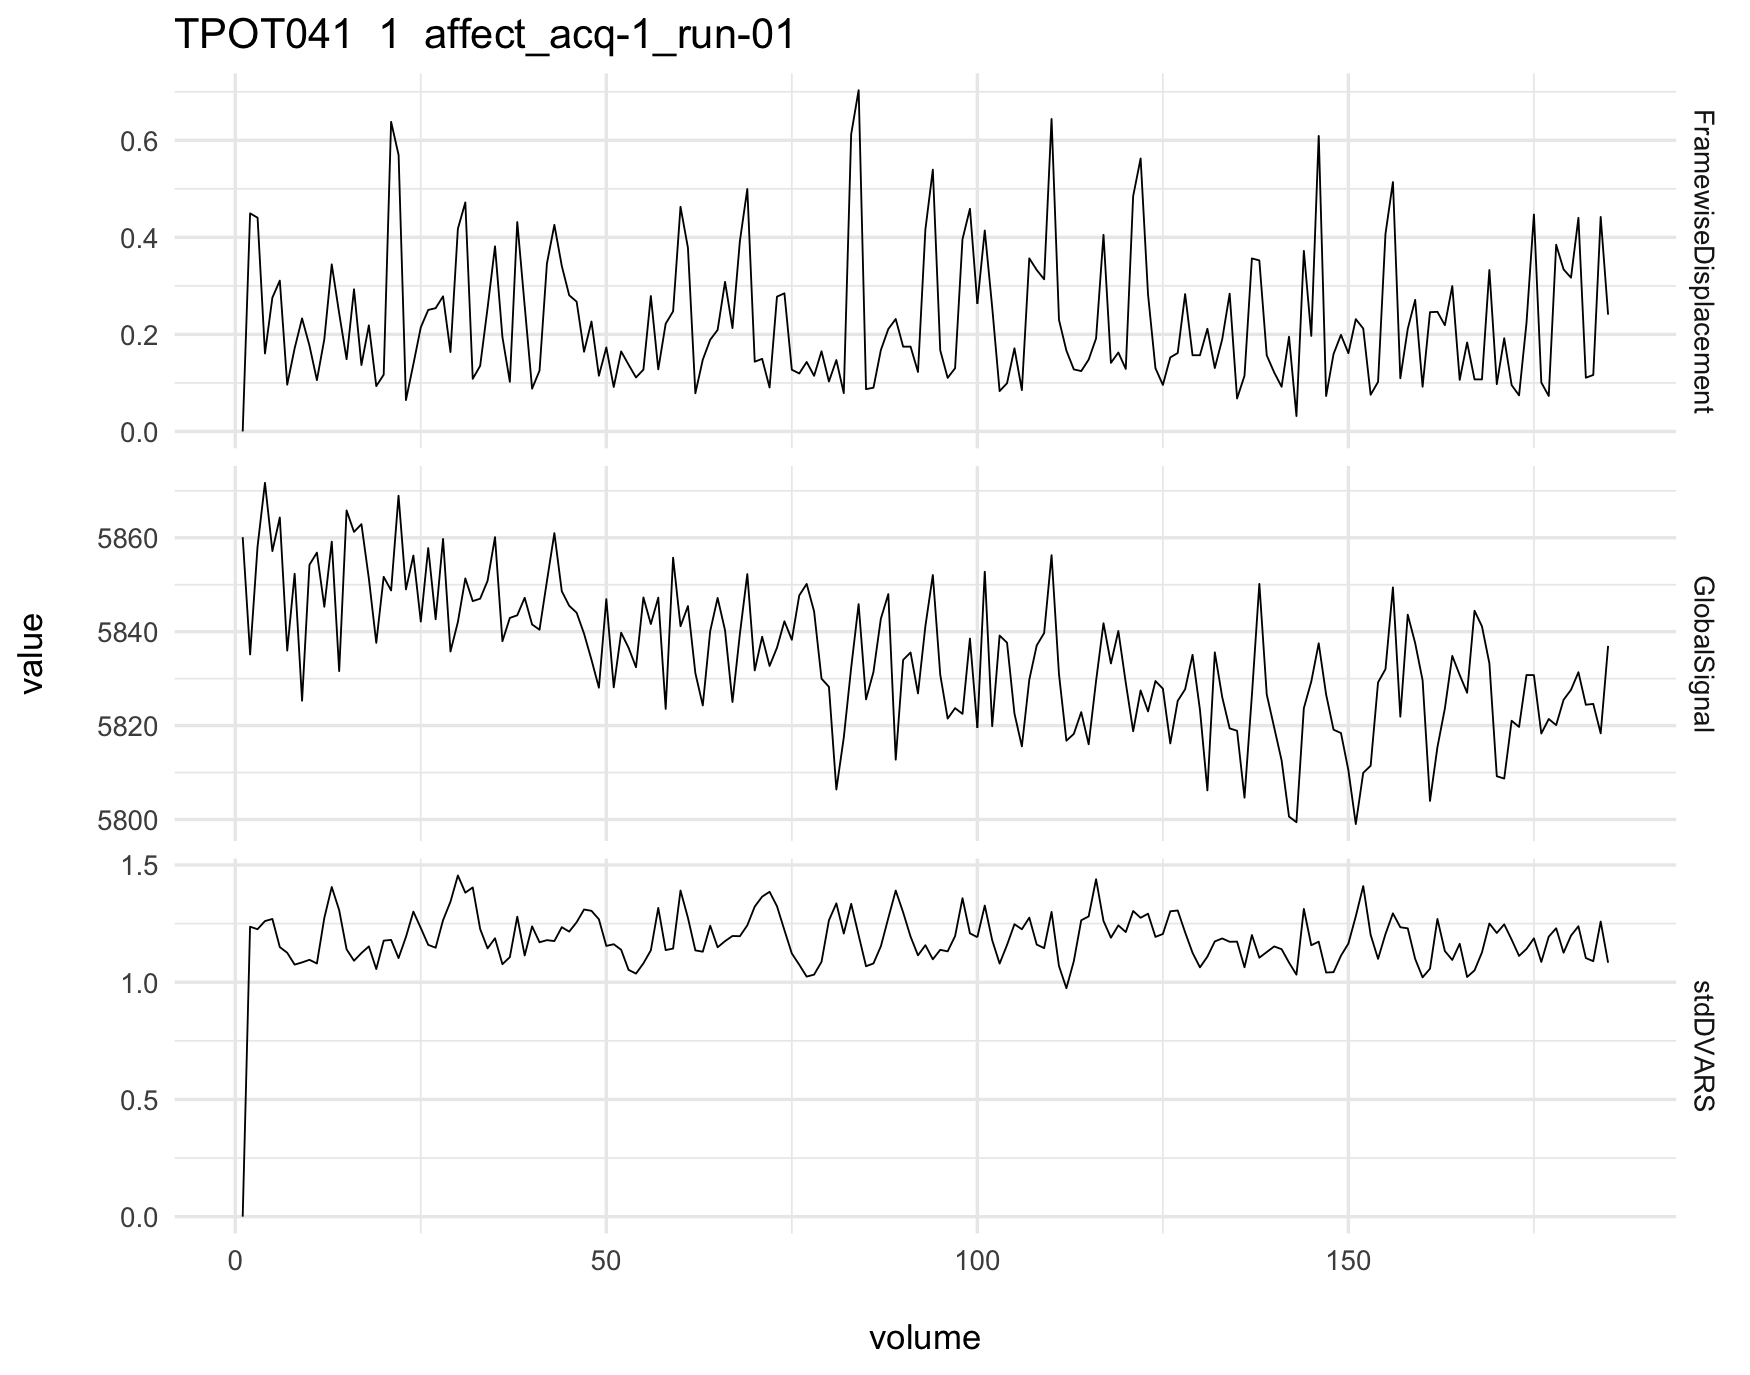 TPOT041 1 affect_acq-1_run-01
0.6
0.4
0.2
0.0
FramewiseDisplacement
5860
5840
5820
5800
GlobalSignal
1.5
1.0
0.5
0.0
stdDVARS
value
0 50 100 150
volume